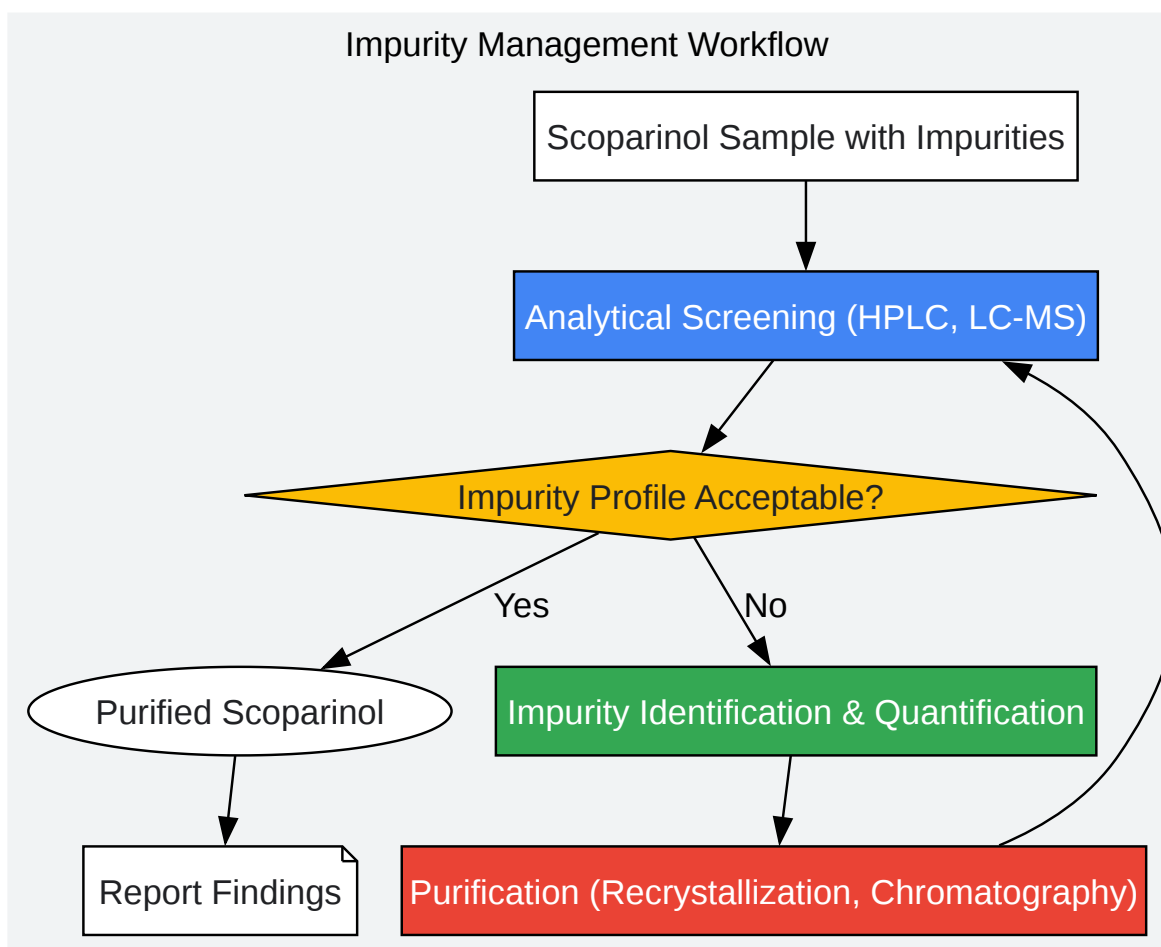 Impurity Management Workflow
Scoparinol Sample with Impurities
Analytical Screening (HPLC, LC-MS)
Impurity Profile Acceptable?
Yes
No
Purified Scoparinol
Impurity Identification & Quantification
Report Findings
Purification (Recrystallization, Chromatography)